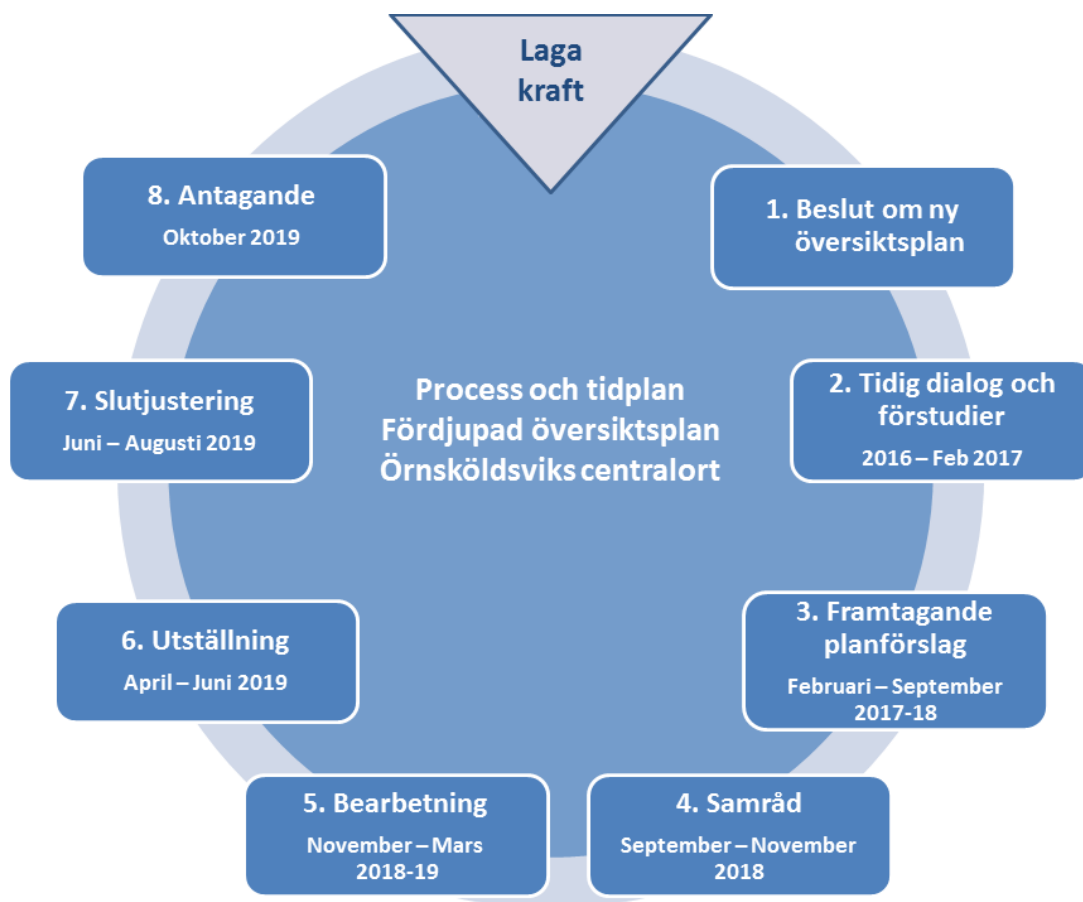 Laga
kraft
1. Beslut om ny
översiktsplan
2. Tidig dialog och
förstudier
2016 – Feb 2017
3. Framtagande
planförslag
Februari – September
2017-18
4. Samråd
September – November
2018
5. Bearbetning
November – Mars
2018-19
6. Utställning
April – Juni 2019
7. Slutjustering
Juni – Augusti 2019
8. Antagande
Oktober 2019
Process och tidplan
Fördjupad översiktsplan
Örnsköldsviks centralort